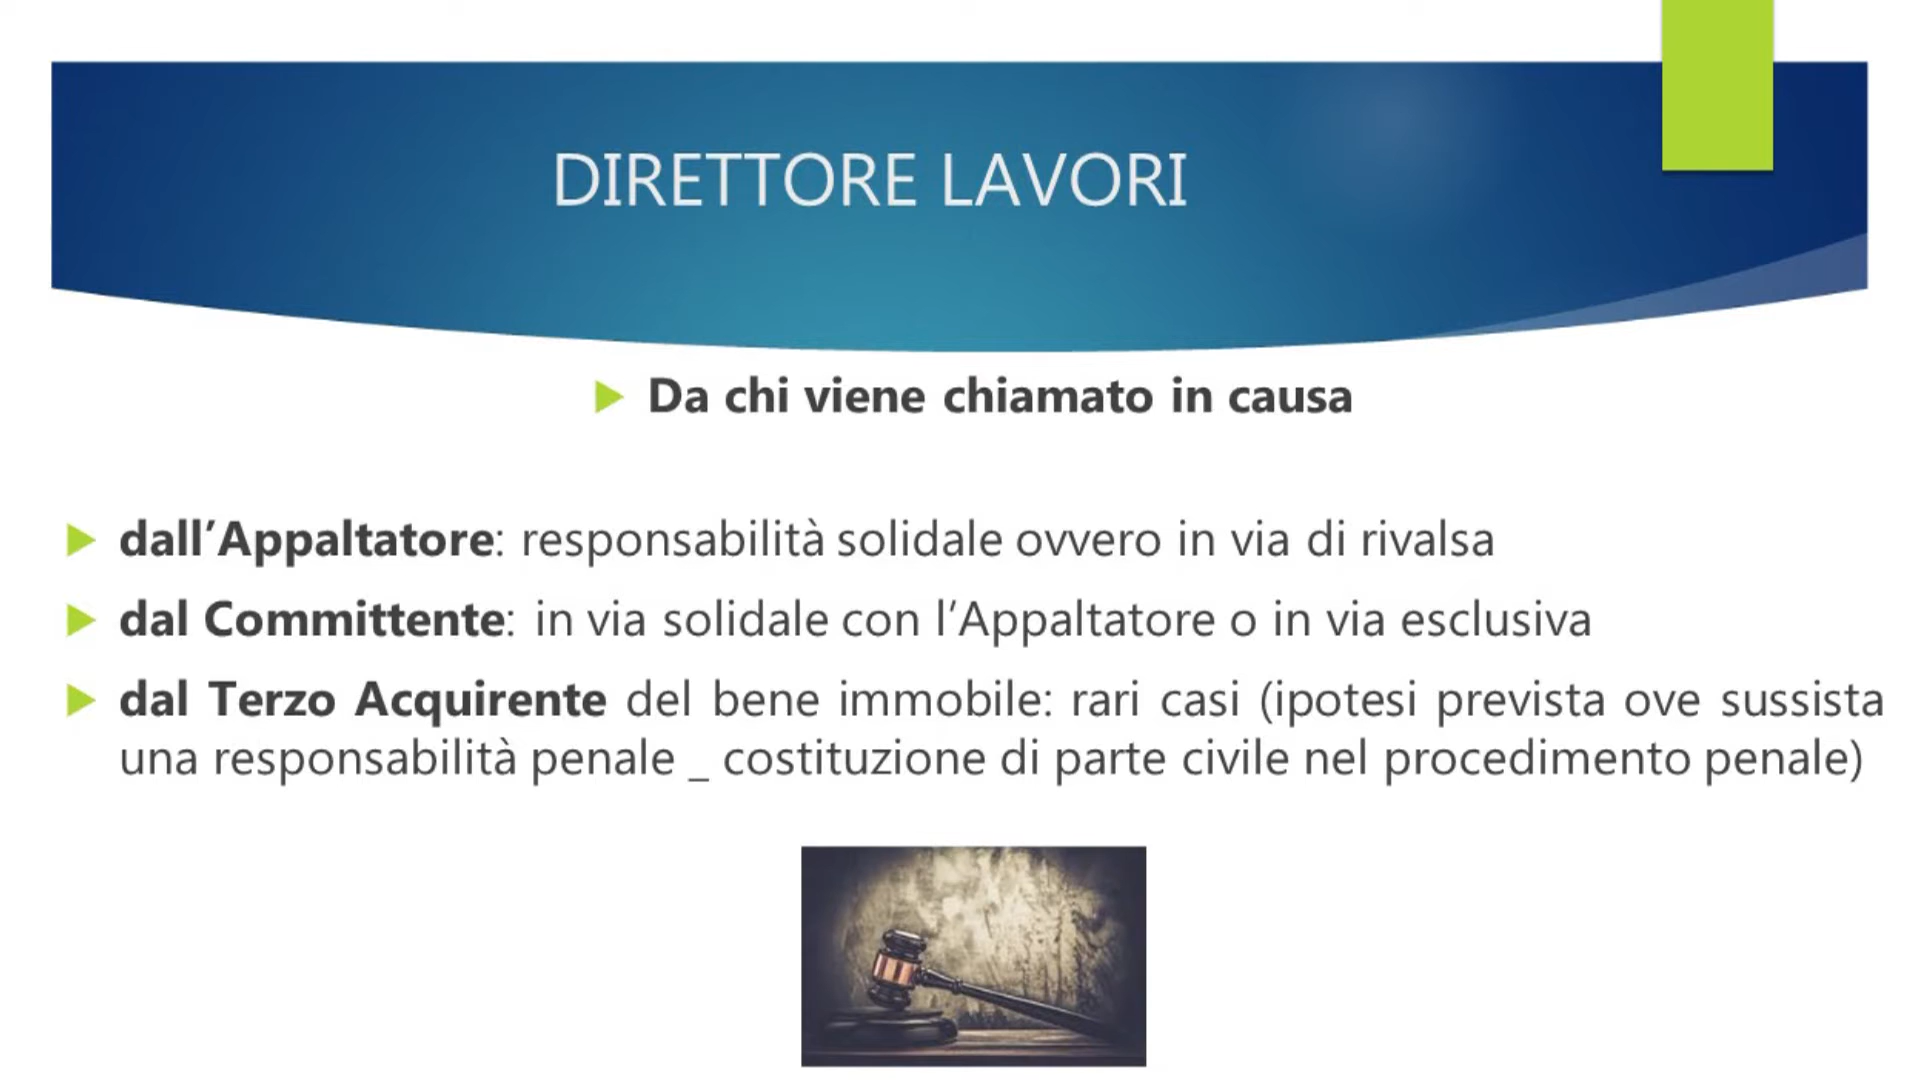 DIRETTORE LAVORI
Da chi viene chiamato in causa
dall’Appaltatore: responsabilità solidale ovvero in via di rivalsa
dal Committente: in via solidale con l’Appaltatore o in via esclusiva
dal Terzo Acquirente del bene immobile: rari casi (ipotesi prevista ove sussista
una responsabilità penale _ costituzione di parte civile nel procedimento penale)